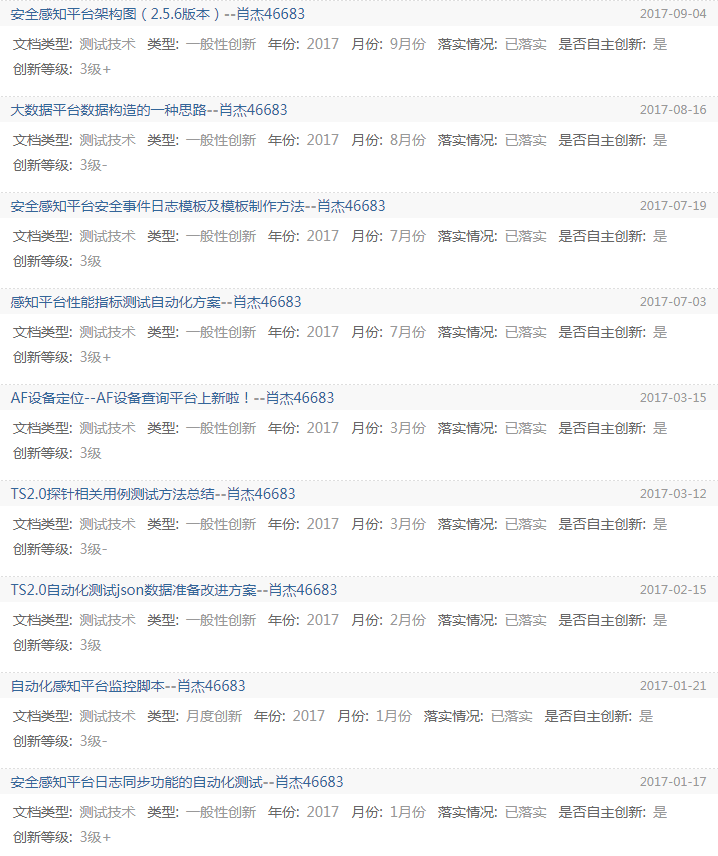 安全感知平台架构图（2.5.6版本）--肖杰46683 2017-09-04
文档类型: 测试技术 类型: 一般性创新 年份: 2017 月份: 9月份 落实情况: 已落实 是否自主创新: 是
创新等级: 3级+
大数据平台数据构造的一种思路--肖杰46683 2017-08-16
文档类型: 测试技术 类型: 一般性创新 年份: 2017 月份: 8月份 落实情况: 已落实 是否自主创新: 是
创新等级: 3级-
安全感知平台安全事件日志模板及模板制作方法--肖杰46683 2017-07-19
文档类型: 测试技术 类型: 一般性创新 年份: 2017 月份: 7月份 落实情况: 已落实 是否自主创新: 是
创新等级: 3级
感知平台性能指标测试自动化方案--肖杰46683 2017-07-03
文档类型: 测试技术 类型: 一般性创新 年份: 2017 月份: 7月份 落实情况: 已落实 是否自主创新: 是
创新等级: 3级+
AF设备定位--AF设备查询平台上新啦！--肖杰46683 2017-03-15
文档类型: 测试技术 类型: 一般性创新 年份: 2017 月份: 3月份 落实情况: 已落实 是否自主创新: 是
创新等级: 3级
TS2.0探针相关用例测试方法总结--肖杰46683 2017-03-12
文档类型: 测试技术 类型: 一般性创新 年份: 2017 月份: 3月份 落实情况: 已落实 是否自主创新: 是
创新等级: 3级-
TS2.0自动化测试json数据准备改进方案--肖杰46683 2017-02-15
文档类型: 测试技术 类型: 一般性创新 年份: 2017 月份: 2月份 落实情况: 已落实 是否自主创新: 是
创新等级: 3级
自动化感知平台监控脚本--肖杰46683 2017-01-21
文档类型: 测试技术 类型: 月度创新 年份: 2017 月份: 1月份 落实情况: 已落实 是否自主创新: 是
创新等级: 3级-
安全感知平台日志同步功能的自动化测试--肖杰46683 2017-01-17
文档类型: 测试技术 类型: 一般性创新 年份: 2017 月份: 1月份 落实情况: 已落实 是否自主创新: 是
创新等级: 3级+